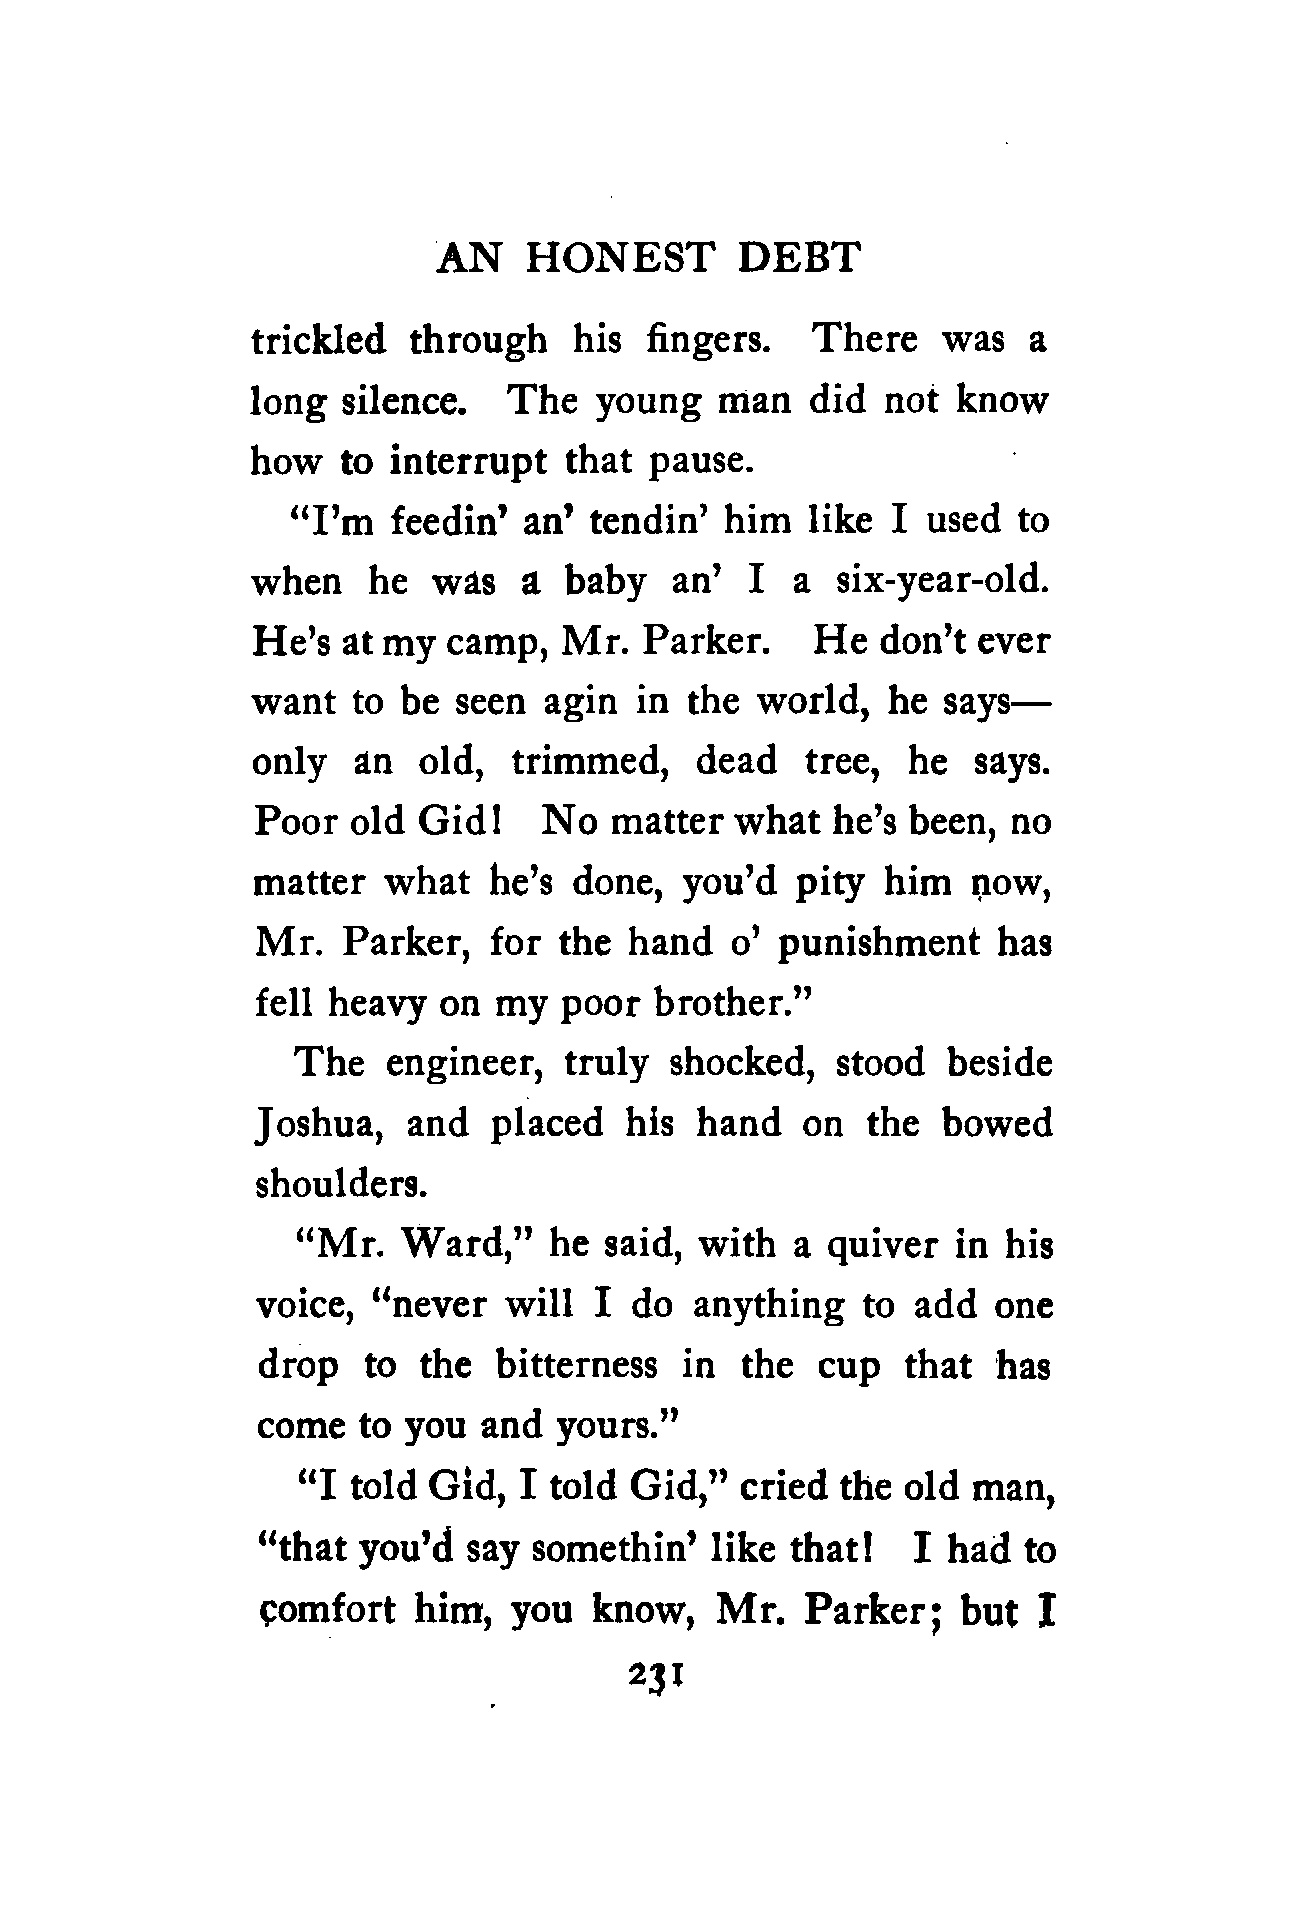 AN HONEST DEBT
trickled through his fingers. There was a
long silence. The young man did not know
how to interrupt that pause.
“I’m feedin’ an’ tendin’ him like I used to
when he was a baby an’ I a six-year-old.
He’s at my camp, Mr. Parker. He don’t ever
want to be seen agin in the world, he says—
only an old, trimmed, dead tree, he says.
Poor old Gid! No matter what he’s been, no
matter what he’s done, you’d pity him now,
Mr. Parker, for the hand o’ punishment has
fell heavy on my poor brother.”
The engineer, truly shocked, stood beside
Joshua, and placed his hand on the bowed
shoulders.
“Mr. Ward,” he said, with a quiver in his
voice, “never will I do anything to add one
drop to the bitterness in the cup that has
come to you and yours.”
“I told Gid, I told Gid,” cried the old man,
“that you’d say somethin’ like that! I had to
comfort him, you know, Mr. Parker; but I
231